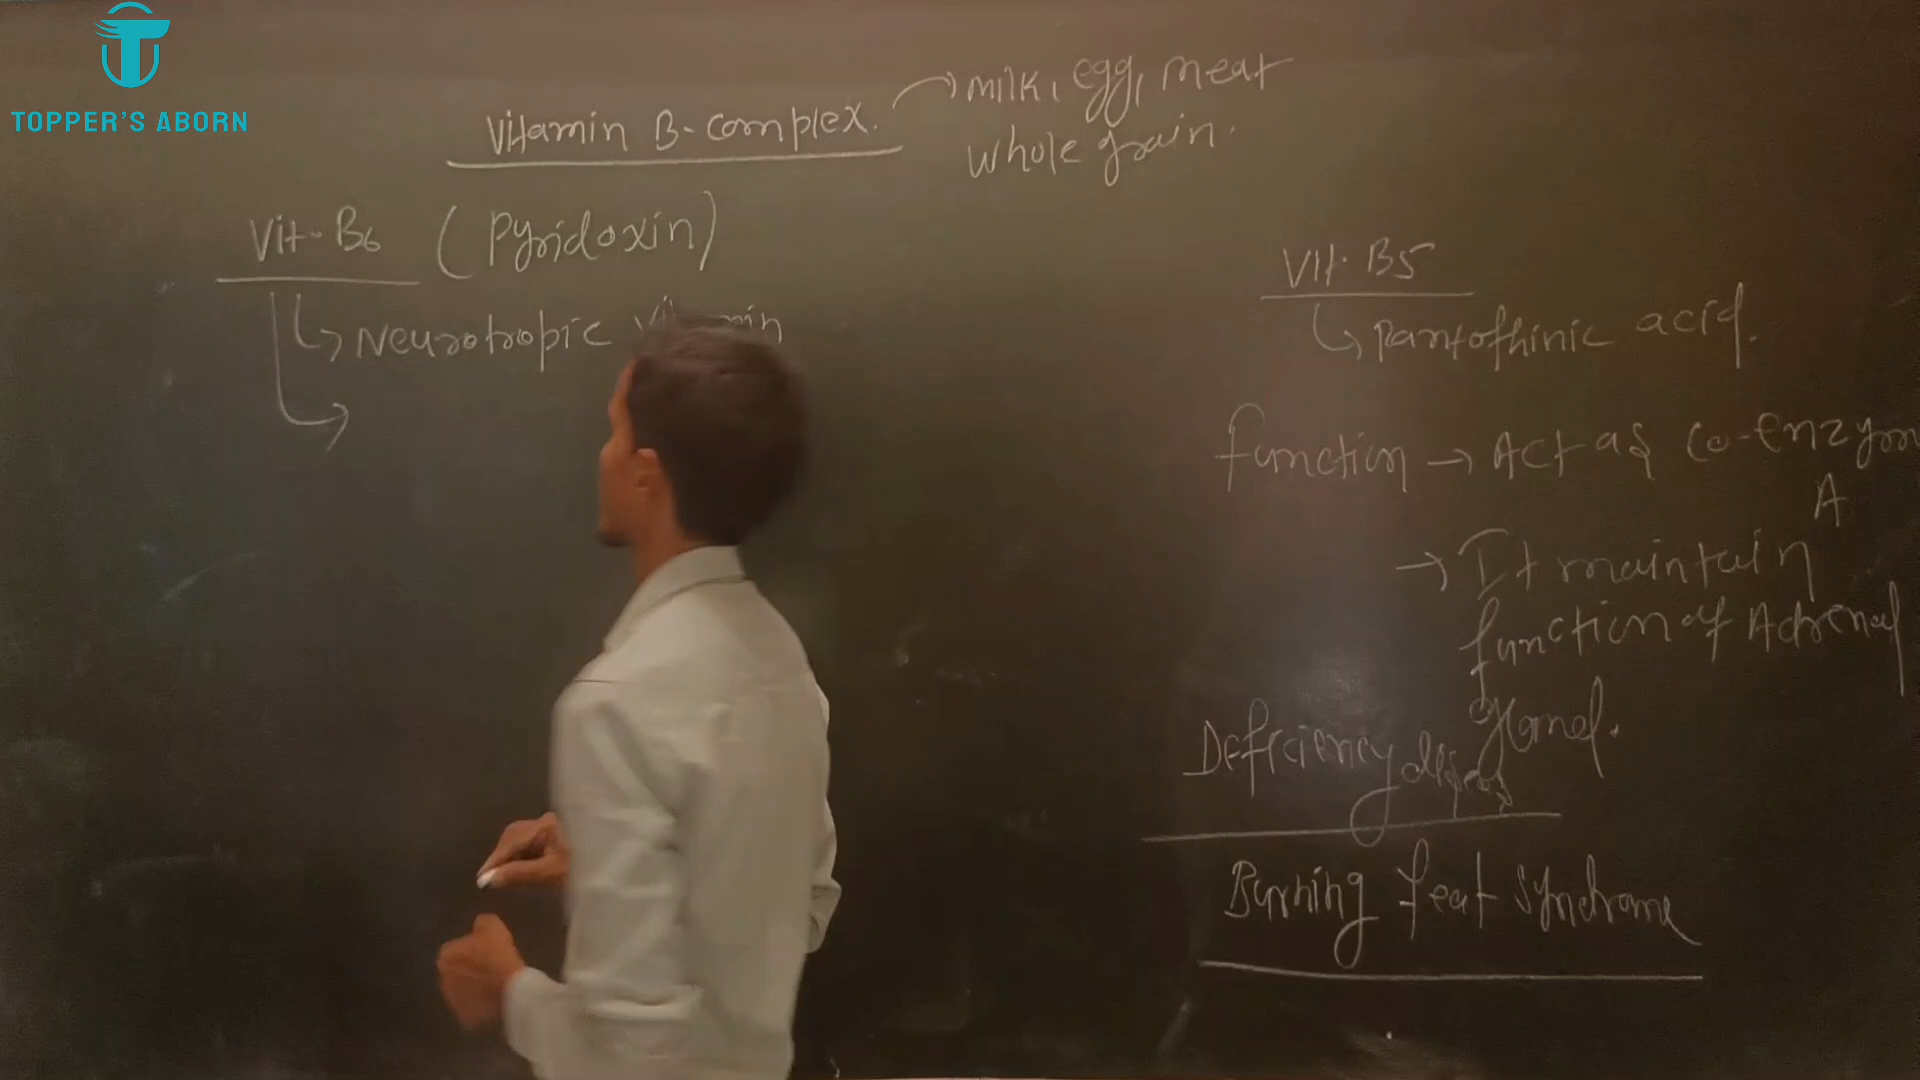 TOPPER'S ABORN
Vitamin B-complex.
milk, egg, meat
whole grain.
Vit-B6 (Pyridoxin)
Neurotropic
Vit. B5
Pantothinic acid.
function → Act as Co-enzym
A
→ It maintain
function of Adrenal
gland.
Deficiency
Burning feat Syndrome